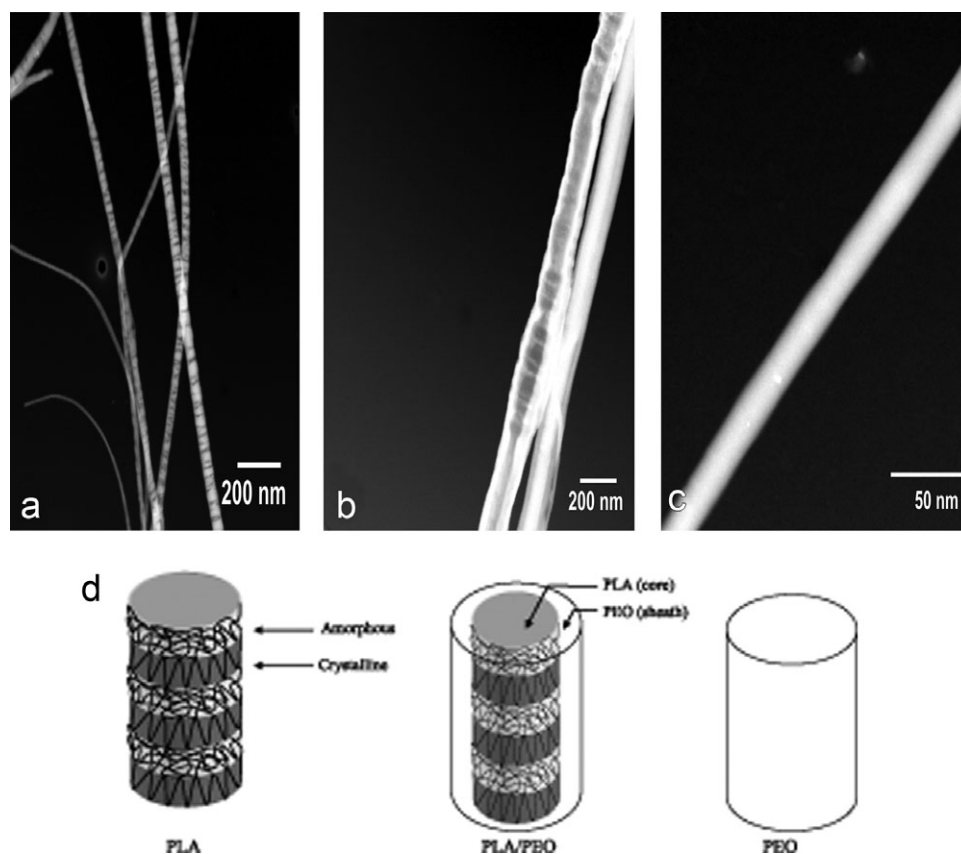 a
200 nm
b
200 nm
c
50 nm
d
PLA (core)
PEO (sheath)
Amorphous
Crystalline
PLA
PLA/PEO
PEO